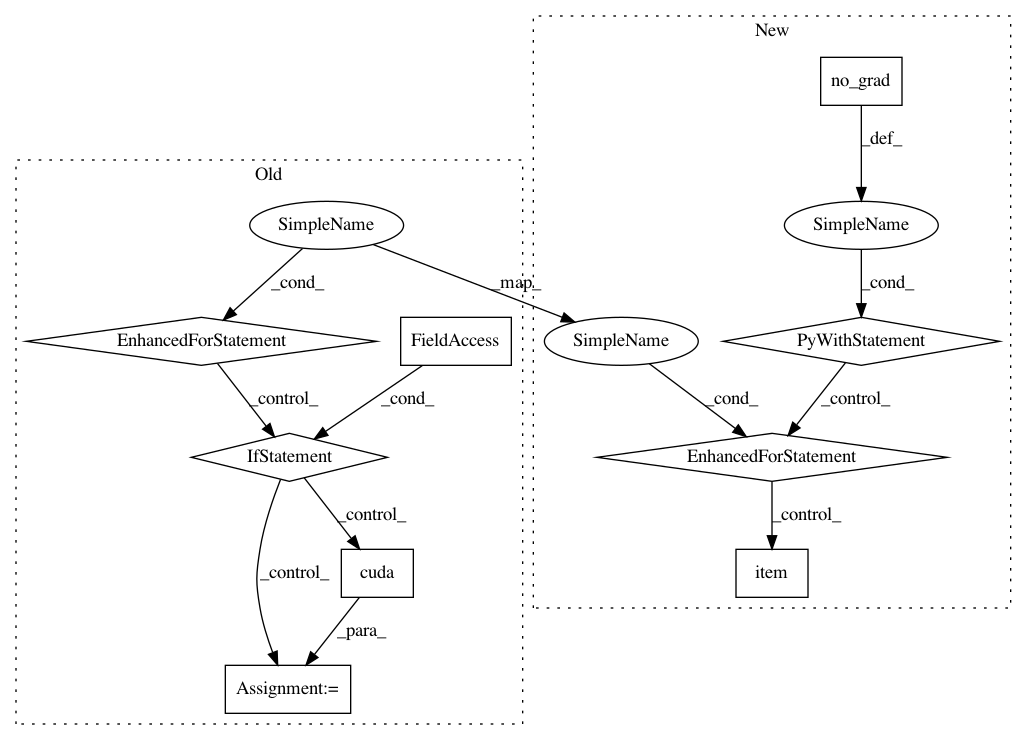 New
no_grad
_def_
Old
SimpleName
SimpleName
_cond_
_map_
_cond_
EnhancedForStatement
FieldAccess
SimpleName
PyWithStatement
_control_
_cond_
_cond_
_control_
IfStatement
EnhancedForStatement
_control_
_control_
_control_
cuda
item
_para_
Assignment:=